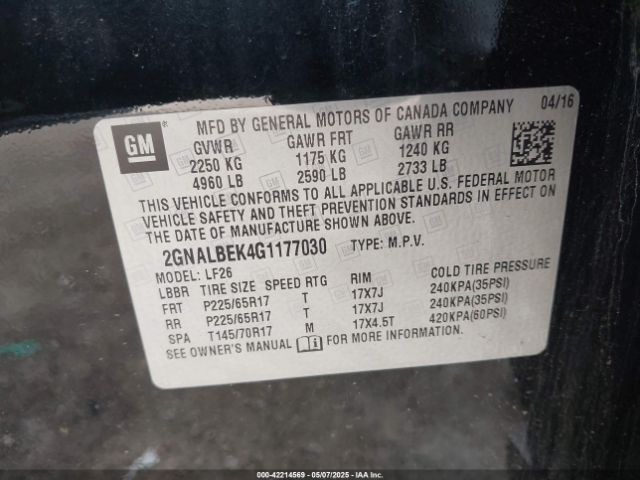 GM
®
MFD BY GENERAL MOTORS OF CANADA COMPANY 04/16
GVWR GAWR FRT GAWR RR
2250 KG 1175 KG 1240 KG
4960 LB 2590 LB 2733 LB
THIS VEHICLE CONFORMS TO ALL APPLICABLE U.S. FEDERAL MOTOR
VEHICLE SAFETY AND THEFT PREVENTION STANDARDS IN EFFECT ON
THE DATE OF MANUFACTURE SHOWN ABOVE.
2GNALBEK4G1177030 TYPE: M.P.V.
MODEL: LF26
LBBR TIRE SIZE SPEED RTG RIM COLD TIRE PRESSURE
FRT P225/65R17 T 17X7J 240KPA(35PSI)
RR P225/65R17 T 17X7J 240KPA(35PSI)
SPA T145/70R17 M 17X4.5T 420KPA(60PSI)
SEE OWNER'S MANUAL
000-42214569 - 05/07/2025 - IAA Inc.